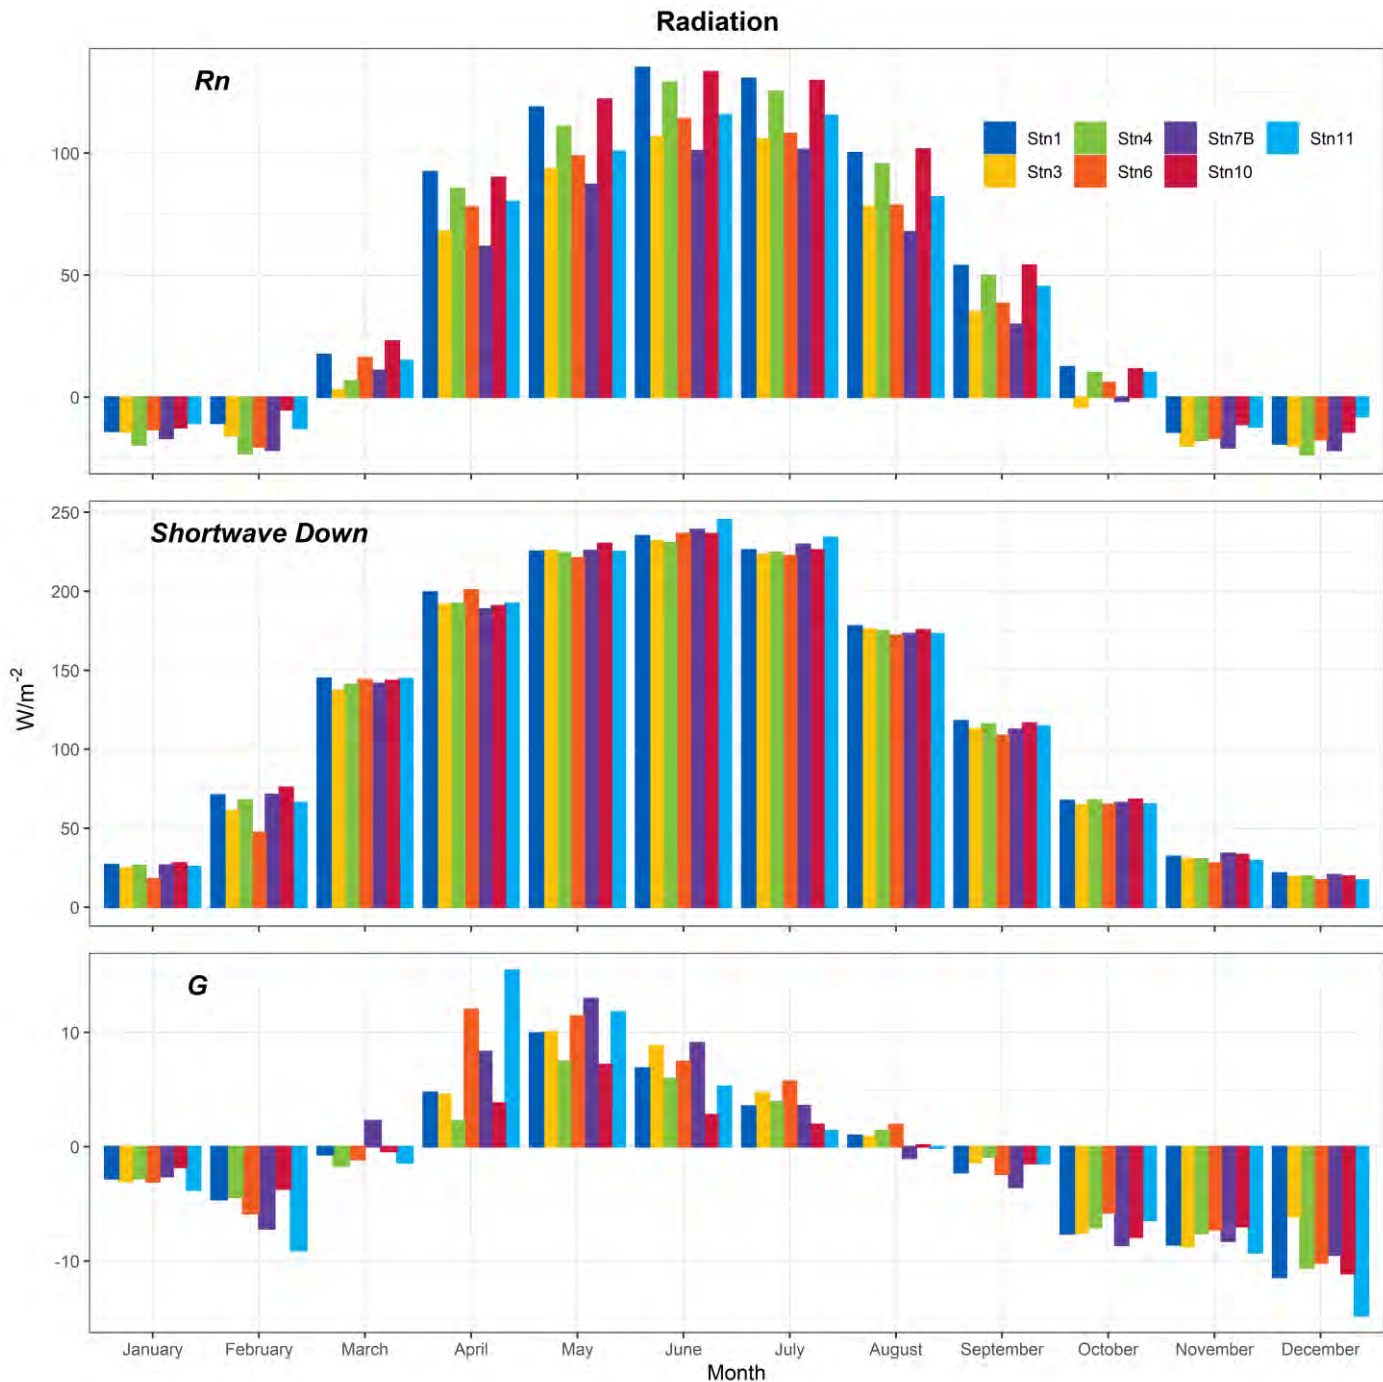 Radiation
Rn
Stn1 Stn4 Stn7B Stn11
Stn3 Stn6 Stn10
100
50
0
Shortwave Down
250
200
150
100
50
0
W/m⁻²
G
10
0
-10
January February March April May June July August September October November December
Month